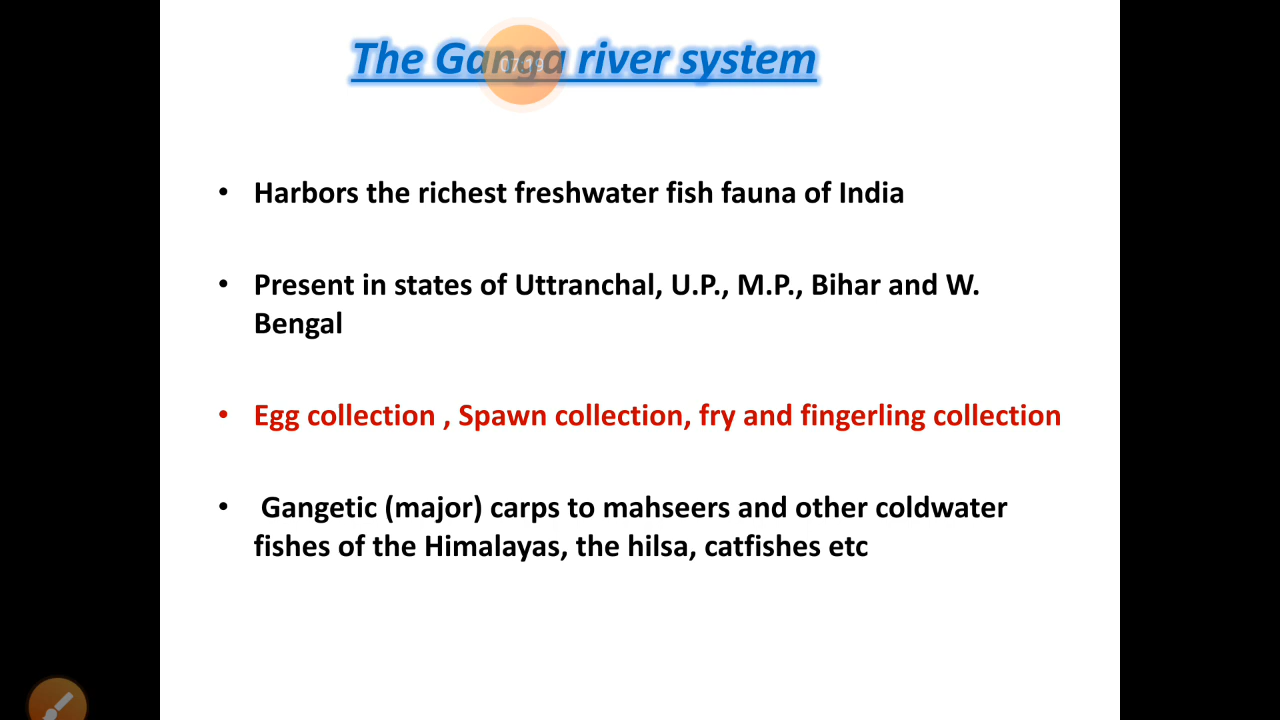 The Ganga river system
• Harbors the richest freshwater fish fauna of India
• Present in states of Uttranchal, U.P., M.P., Bihar and W.
Bengal
• Egg collection , Spawn collection, fry and fingerling collection
• Gangetic (major) carps to mahseers and other coldwater
fishes of the Himalayas, the hilsa, catfishes etc